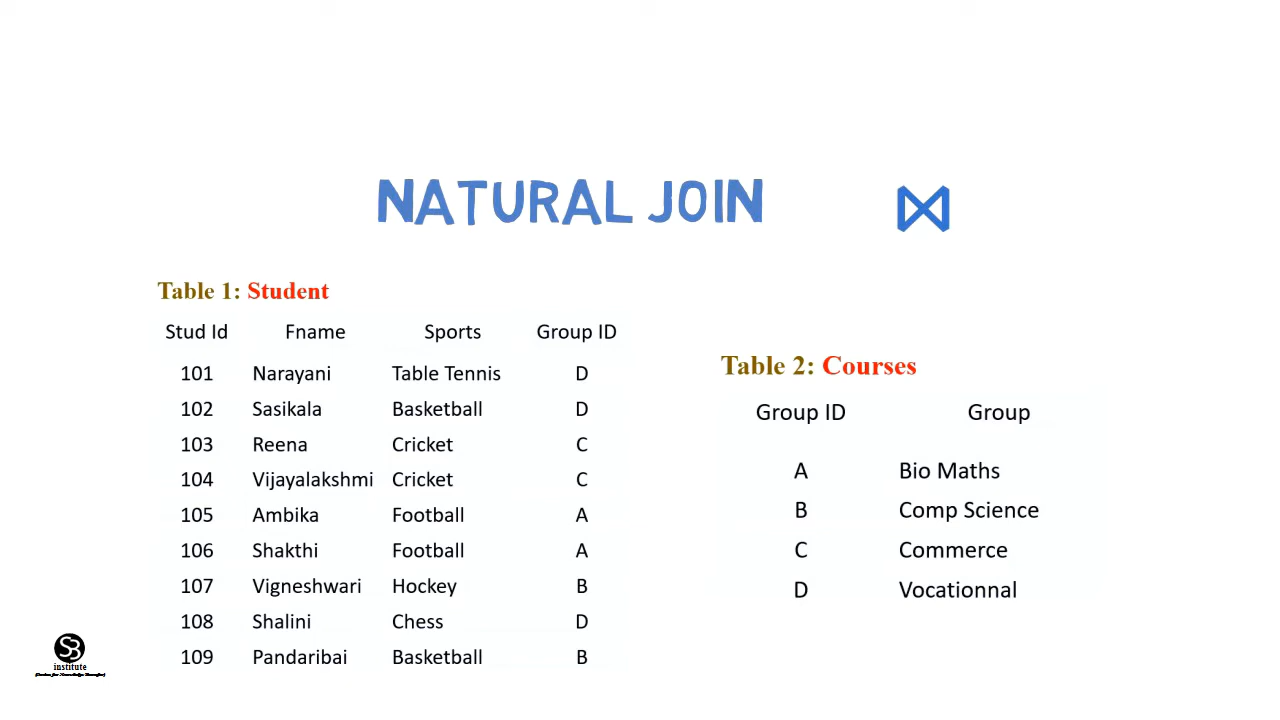 NATURAL JOIN ⋈
Table 1: Student
Stud Id Fname Sports Group ID
101 Narayani Table Tennis D
102 Sasikala Basketball D
103 Reena Cricket C
104 Vijayalakshmi Cricket C
105 Ambika Football A
106 Shakthi Football A
107 Vigneshwari Hockey B
108 Shalini Chess D
109 Pandaribai Basketball B
Table 2: Courses
Group ID Group
A Bio Maths
B Comp Science
C Commerce
D Vocationnal
SB
institute